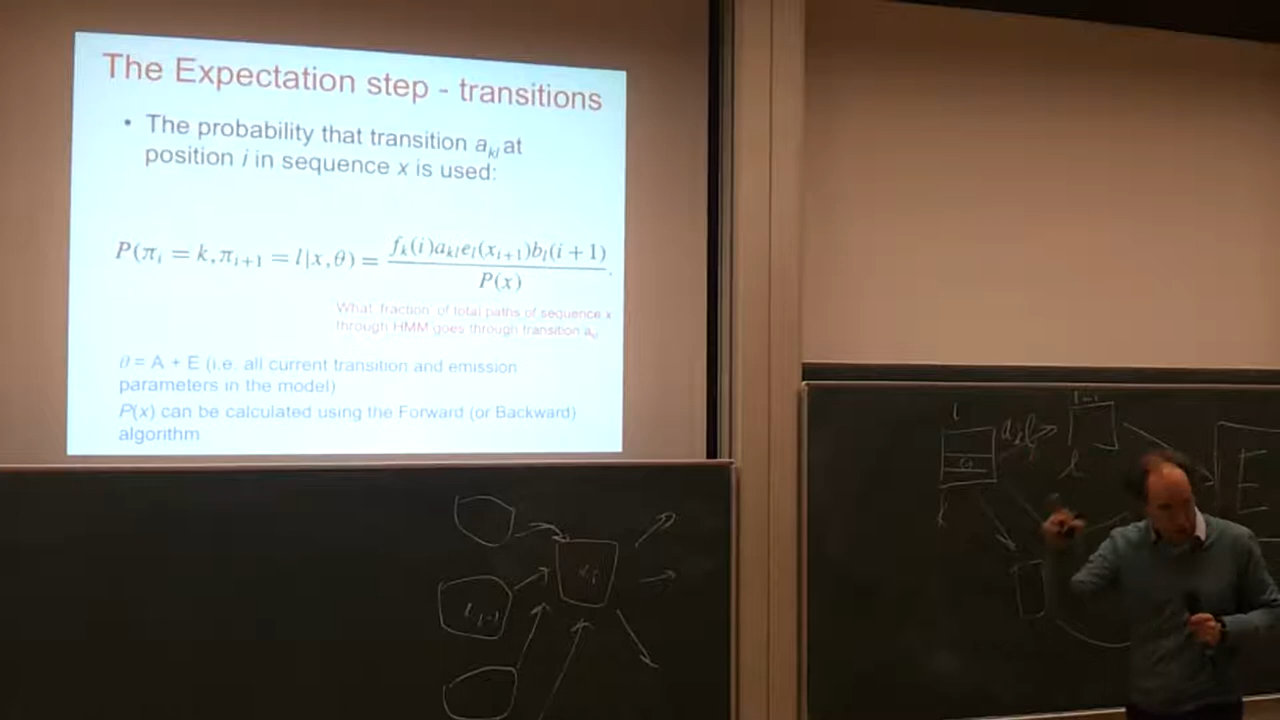 The Expectation step - transitions
• The probability that transition a_kl at
position i in sequence x is used:
P(π_i = k, π_{i+1} = l|x, θ) = f_k(i)a_kl e_l(x_{i+1})b_l(i + 1) / P(x).
What 'fraction' of total paths of sequence x
through HMM goes through transition a_kl
θ = A + E (i.e. all current transition and emission
parameters in the model)
P(x) can be calculated using the Forward (or Backward)
algorithm
E